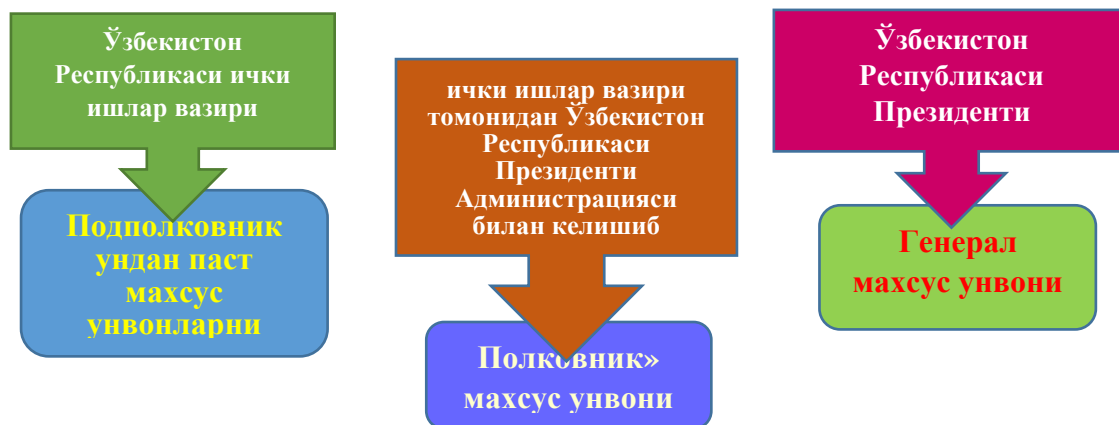 Ўзбекистон
Республикаси ички
ишлар вазири
Подполковник
ундан паст
махсус
унвонларни
ички ишлар вазири
томонидан Ўзбекистон
Республикаси
Президенти
Администрацияси
билан келишиб
Полковник»
махсус унвони
Ўзбекистон
Республикаси
Президенти
Генерал
махсус унвони